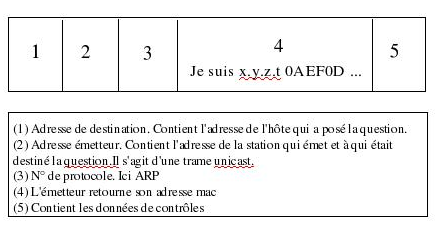 1 2 3 4 5
Je suis x.y.z.t 0AEF0D ...
(1) Adresse de destination. Contient l'adresse de l'hôte qui a posé la question.
(2) Adresse émetteur. Contient l'adresse de la station qui émet et à qui était
destiné la question.Il s'agit d'une trame unicast.
(3) N° de protocole. Ici ARP
(4) L'émetteur retourne son adresse mac
(5) Contient les données de contrôles